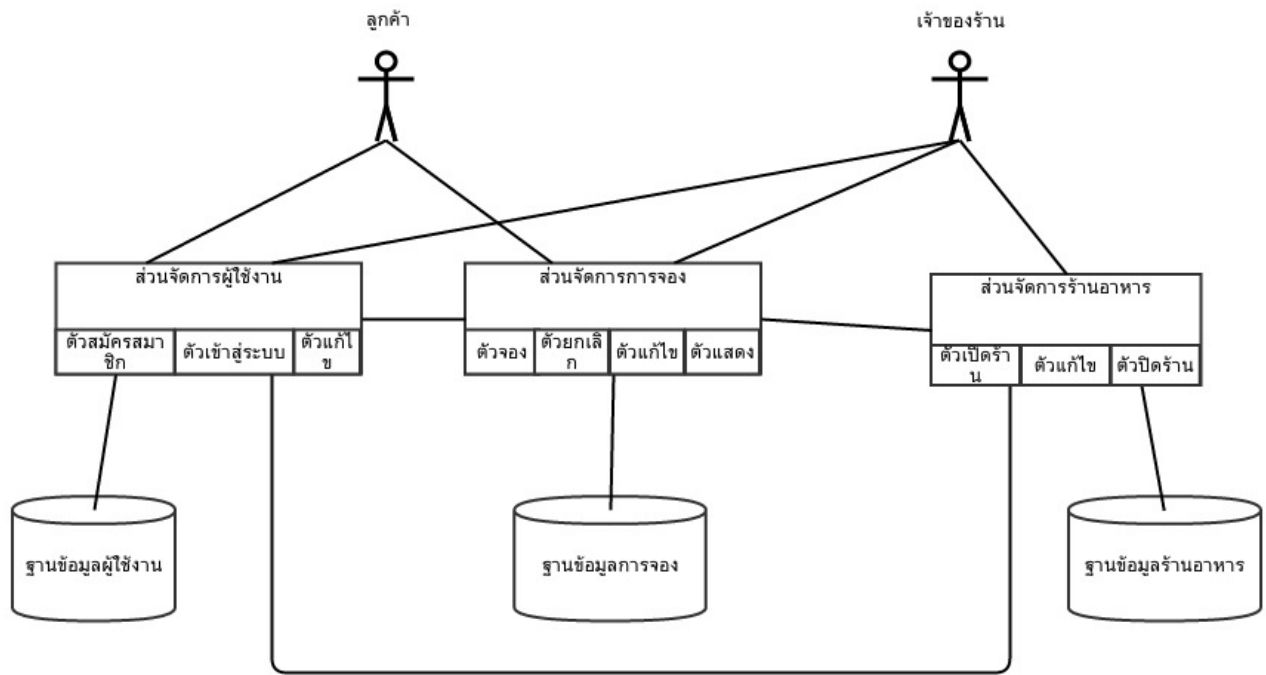 ลูกค้า
เจ้าของร้าน
ส่วนจัดการผู้ใช้งาน
ตัวสมัครสมา
ชิก
ตัวเข้าสู่ระบบ
ตัวแก้ไ
ข
ส่วนจัดการการจอง
ตัวจอง
ตัวยกเลิ
ก
ตัวแก้ไข
ตัวแสดง
ส่วนจัดการร้านอาหาร
ตัวเปิดร้า
น
ตัวแก้ไข
ตัวปิดร้าน
ฐานข้อมูลผู้ใช้งาน
ฐานข้อมูลการจอง
ฐานข้อมูลร้านอาหาร